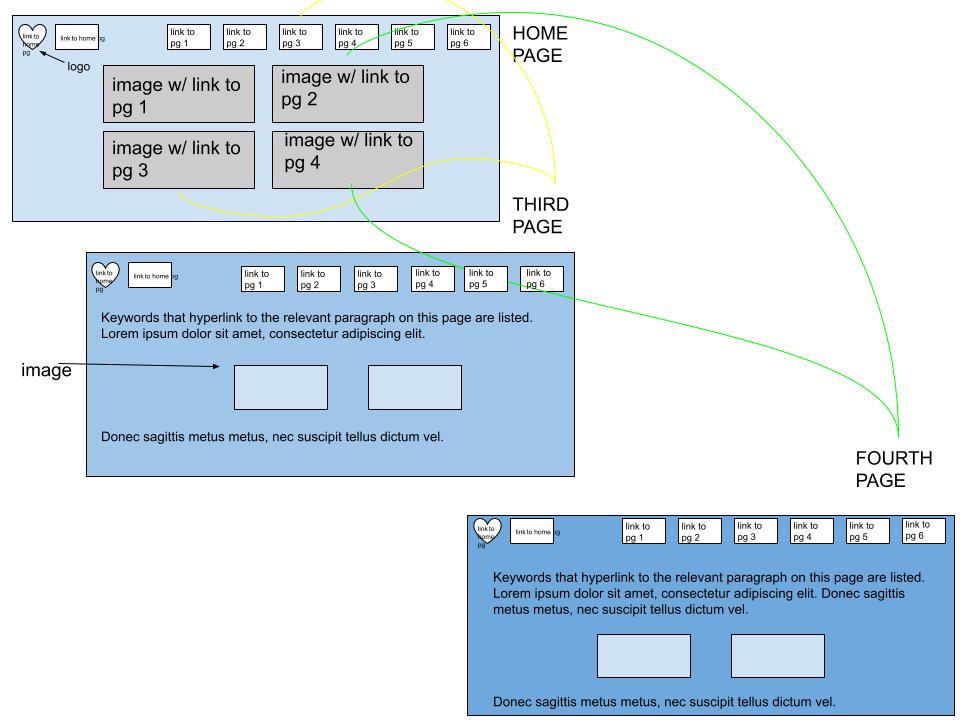 link to
home
pg
link to home pg
link to
pg 1
link to
pg 2
link to
pg 3
link to
pg 4
link to
pg 5
link to
pg 6
HOME
PAGE
logo
image w/ link to
pg 1
image w/ link to
pg 2
image w/ link to
pg 3
image w/ link to
pg 4
THIRD
PAGE
link to
home
pg
link to home pg
link to
pg 1
link to
pg 2
link to
pg 3
link to
pg 4
link to
pg 5
link to
pg 6
Keywords that hyperlink to the relevant paragraph on this page are listed.
Lorem ipsum dolor sit amet, consectetur adipiscing elit.
image
Donec sagittis metus metus, nec suscipit tellus dictum vel.
FOURTH
PAGE
link to
home
pg
link to home pg
link to
pg 1
link to
pg 2
link to
pg 3
link to
pg 4
link to
pg 5
link to
pg 6
Keywords that hyperlink to the relevant paragraph on this page are listed.
Lorem ipsum dolor sit amet, consectetur adipiscing elit. Donec sagittis
metus metus, nec suscipit tellus dictum vel.
Donec sagittis metus metus, nec suscipit tellus dictum vel.